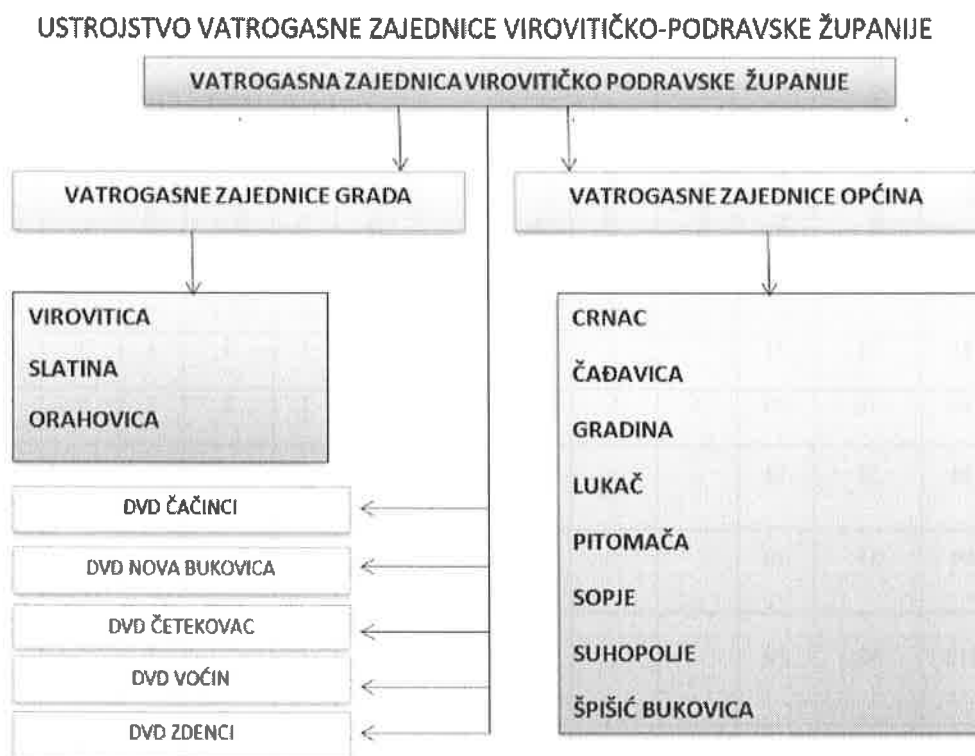 USTROJSTVO VATROGASNE ZAJEDNICE VIROVITIČKO-PODRAVSKE ŽUPANIJE
VATROGASNA ZAJEDNICA VIROVITIČKO PODRAVSKE ŽUPANIJE
VATROGASNE ZAJEDNICE GRADA
VIROVITICA
SLATINA
ORAHOVICA
DVD ČAČINCI
DVD NOVA BUKOVICA
DVD ČETEKOVAC
DVD VOĆIN
DVD ZDENCI
VATROGASNE ZAJEDNICE OPĆINA
CRNAC
ČAĐAVICA
GRADINA
LUKAČ
PITOMAČA
SOPJE
SUHOPOLJE
ŠPIŠIĆ BUKOVICA